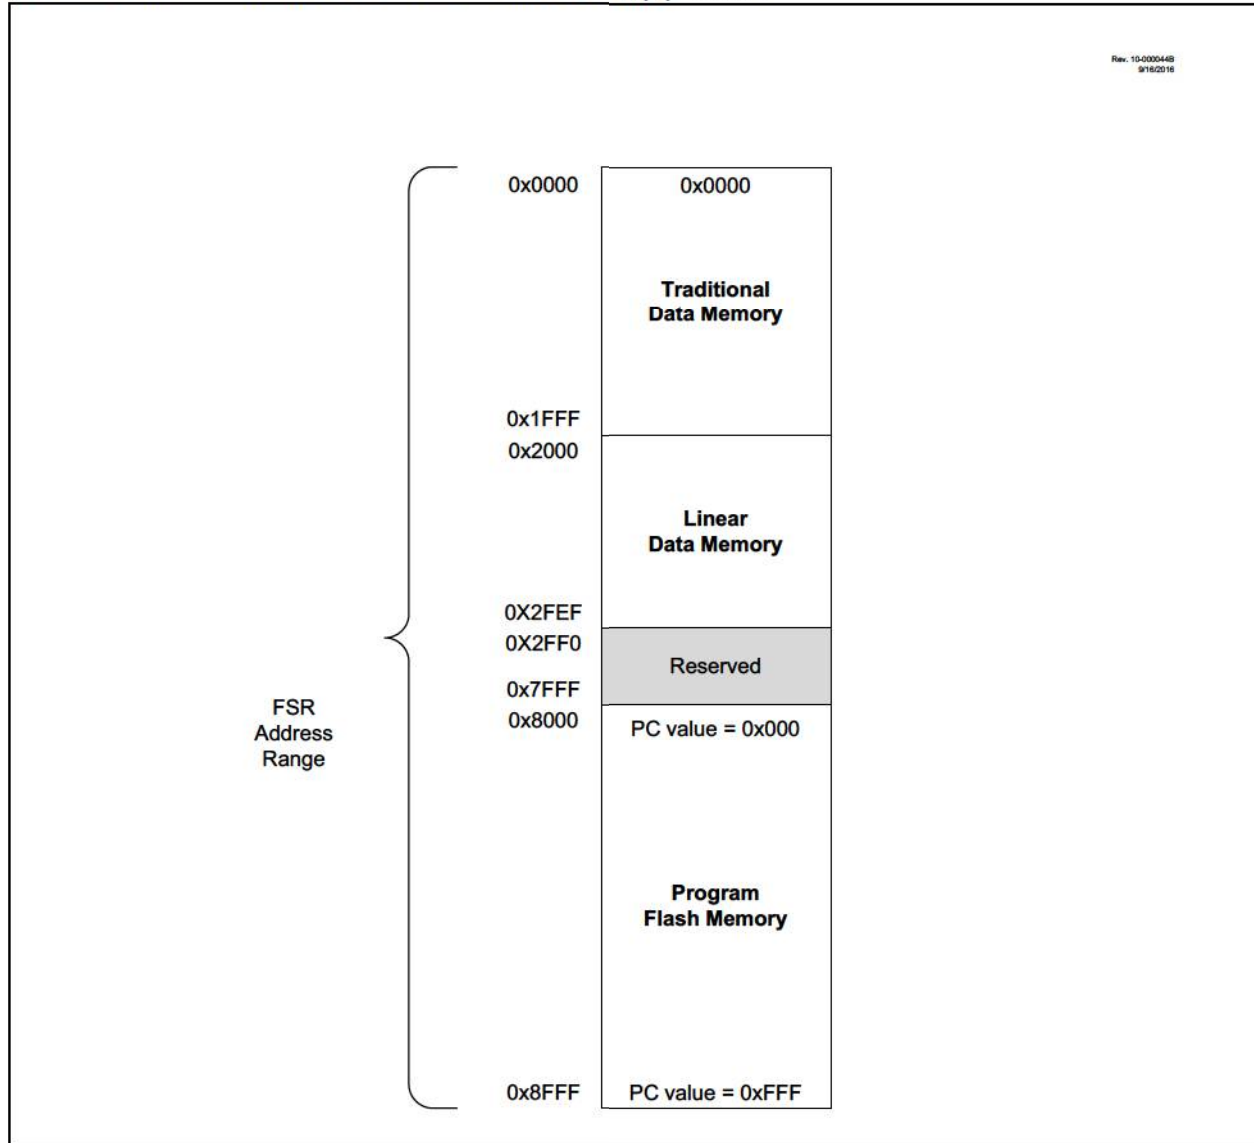 Rev. 10-000044B
9/16/2016
0x0000
0x0000
Traditional
Data Memory
0x1FFF
0x2000
Linear
Data Memory
0X2FEF
0X2FF0
Reserved
0x7FFF
0x8000
PC value = 0x000
FSR
Address
Range
Program
Flash Memory
0x8FFF
PC value = 0xFFF